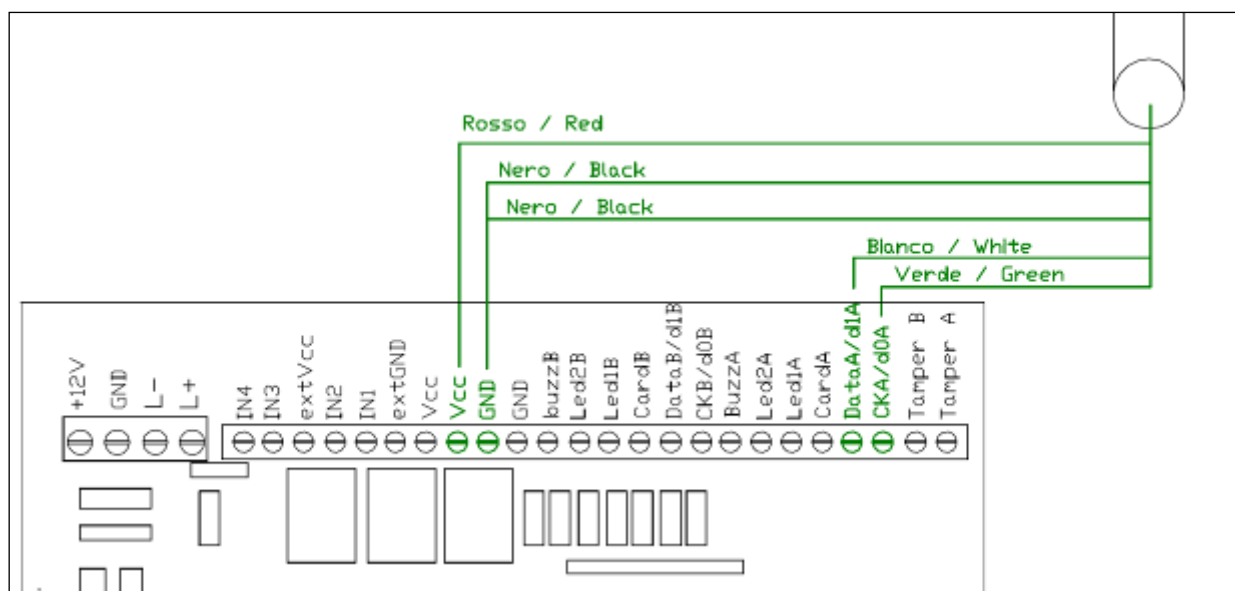 Rosso / Red
Nero / Black
Nero / Black
Blanco / White
Verde / Green
+12V
GND
L-
L+
IN4
IN3
extVcc
IN2
IN1
extGND
Vcc
Vcc
GND
GND
buzzB
Led2B
Led1B
CardB
DataB/d1B
CKB/d0B
BuzzA
Led2A
Led1A
CardA
DataA/d1A
CKA/d0A
Tamper B
Tamper A